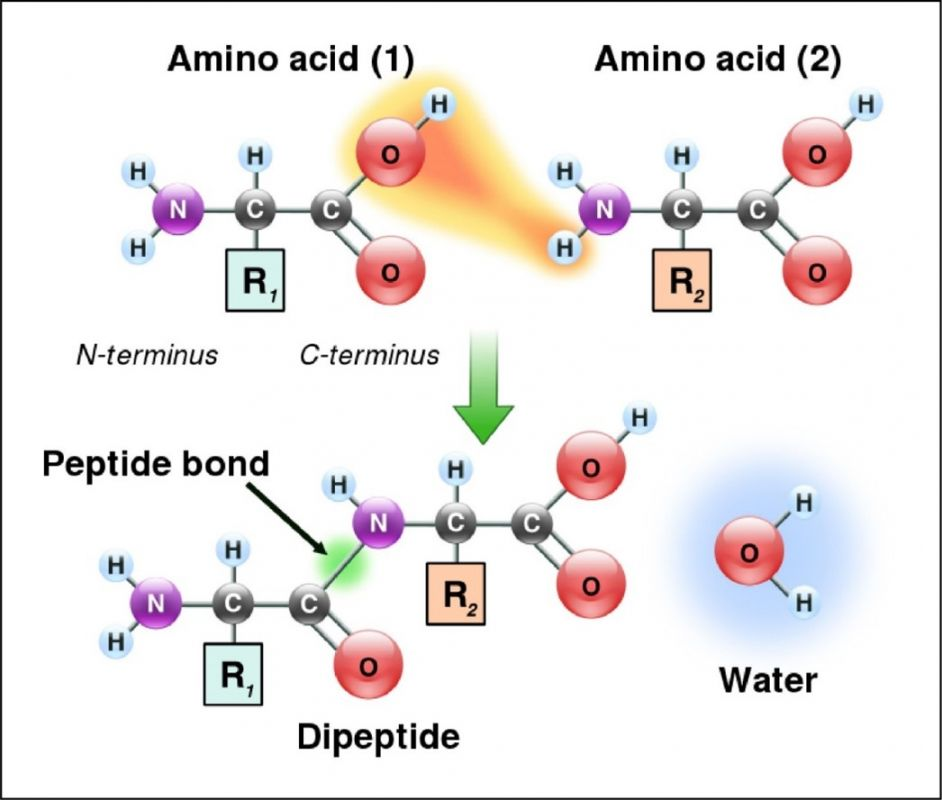 Amino acid (1)
Amino acid (2)
H
H
O
O
H
H
H
H
N
C
C
N
C
C
H
H
O
O
R1
R2
N-terminus
C-terminus
H
Peptide bond
H
H
O
H
N
C
C
O
H
H
O
H
N
C
C
R2
H
H
R1
O
Water
Dipeptide